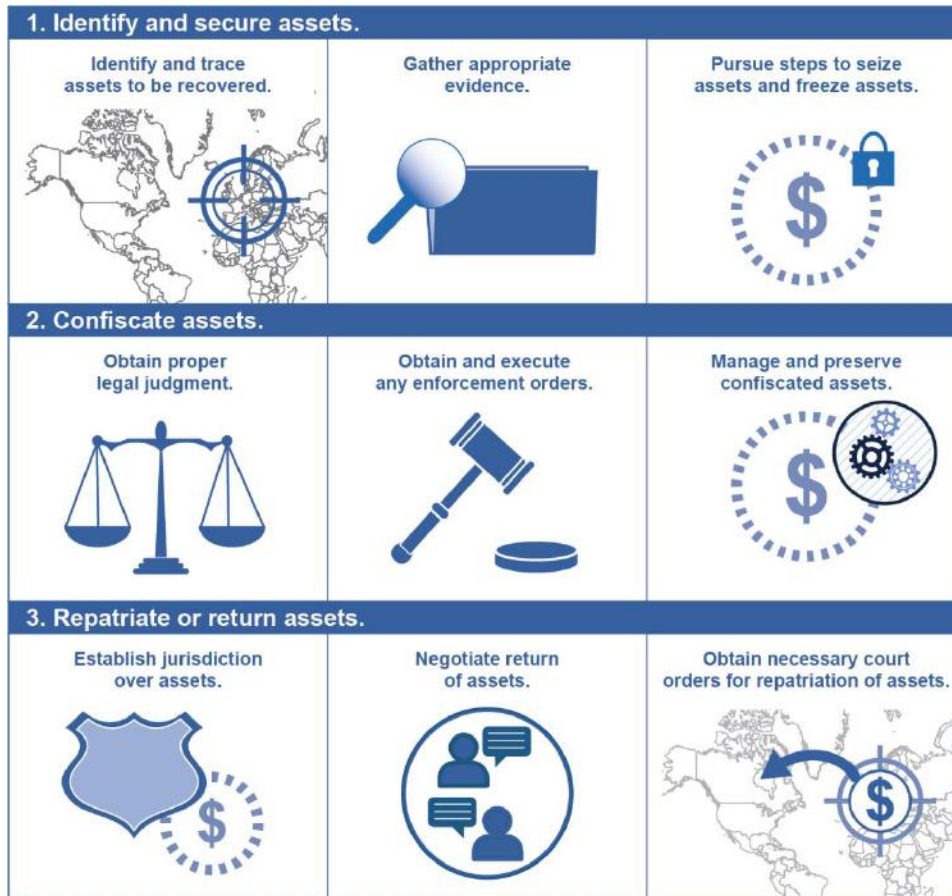 1. Identify and secure assets.
Identify and trace
assets to be recovered.
Gather appropriate
evidence.
Pursue steps to seize
assets and freeze assets.
$
2. Confiscate assets.
Obtain proper
legal judgment.
Obtain and execute
any enforcement orders.
Manage and preserve
confiscated assets.
$
3. Repatriate or return assets.
Establish jurisdiction
over assets.
$
Negotiate return
of assets.
Obtain necessary court
orders for repatriation of assets.
$